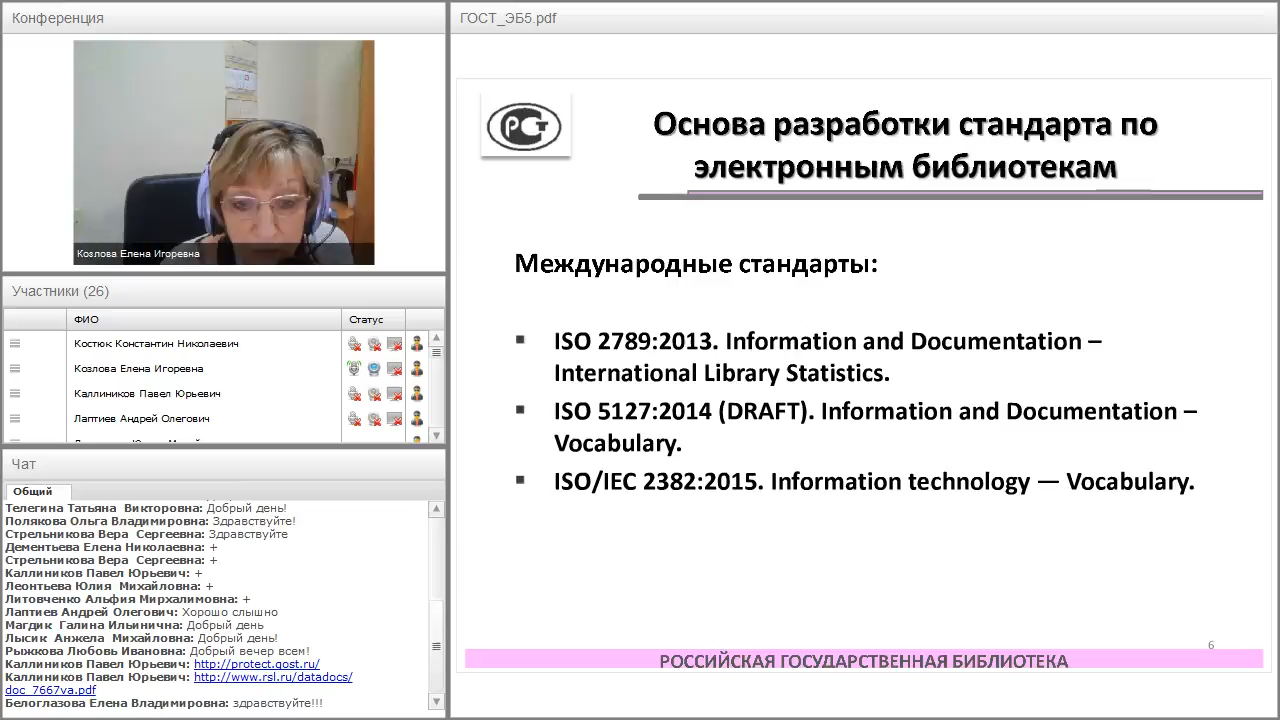 Конференция
Козлова Елена Игоревна
Участники (26)
ФИО Статус
Костюк Константин Николаевич
Козлова Елена Игоревна
Каллиников Павел Юрьевич
Лаптиев Андрей Олегович
Чат
Общий
Телегина Татьяна Викторовна: Добрый день!
Полякова Ольга Владимировна: Здравствуйте!
Стрельникова Вера Сергеевна: Здравствуйте
Дементьева Елена Николаевна: +
Стрельникова Вера Сергеевна: +
Каллиников Павел Юрьевич: +
Леонтьева Юлия Михайловна: +
Литовченко Альфия Мирхалимовна: +
Лаптиев Андрей Олегович: Хорошо слышно
Магдик Галина Ильинична: Добрый день
Лысик Анжела Михайловна: Добрый день!
Рыжкова Любовь Ивановна: Добрый вечер всем!
Каллиников Павел Юрьевич: http://protect.gost.ru/
Каллиников Павел Юрьевич: http://www.rsl.ru/datadocs/
doc_7667va.pdf
Белоглазова Елена Владимировна: здравствуйте!!!
ГОСТ_ЭБ5.pdf
РСТ
Основа разработки стандарта по
электронным библиотекам
Международные стандарты:
▪ ISO 2789:2013. Information and Documentation –
International Library Statistics.
▪ ISO 5127:2014 (DRAFT). Information and Documentation –
Vocabulary.
▪ ISO/IEC 2382:2015. Information technology — Vocabulary.
6
РОССИЙСКАЯ ГОСУДАРСТВЕННАЯ БИБЛИОТЕКА